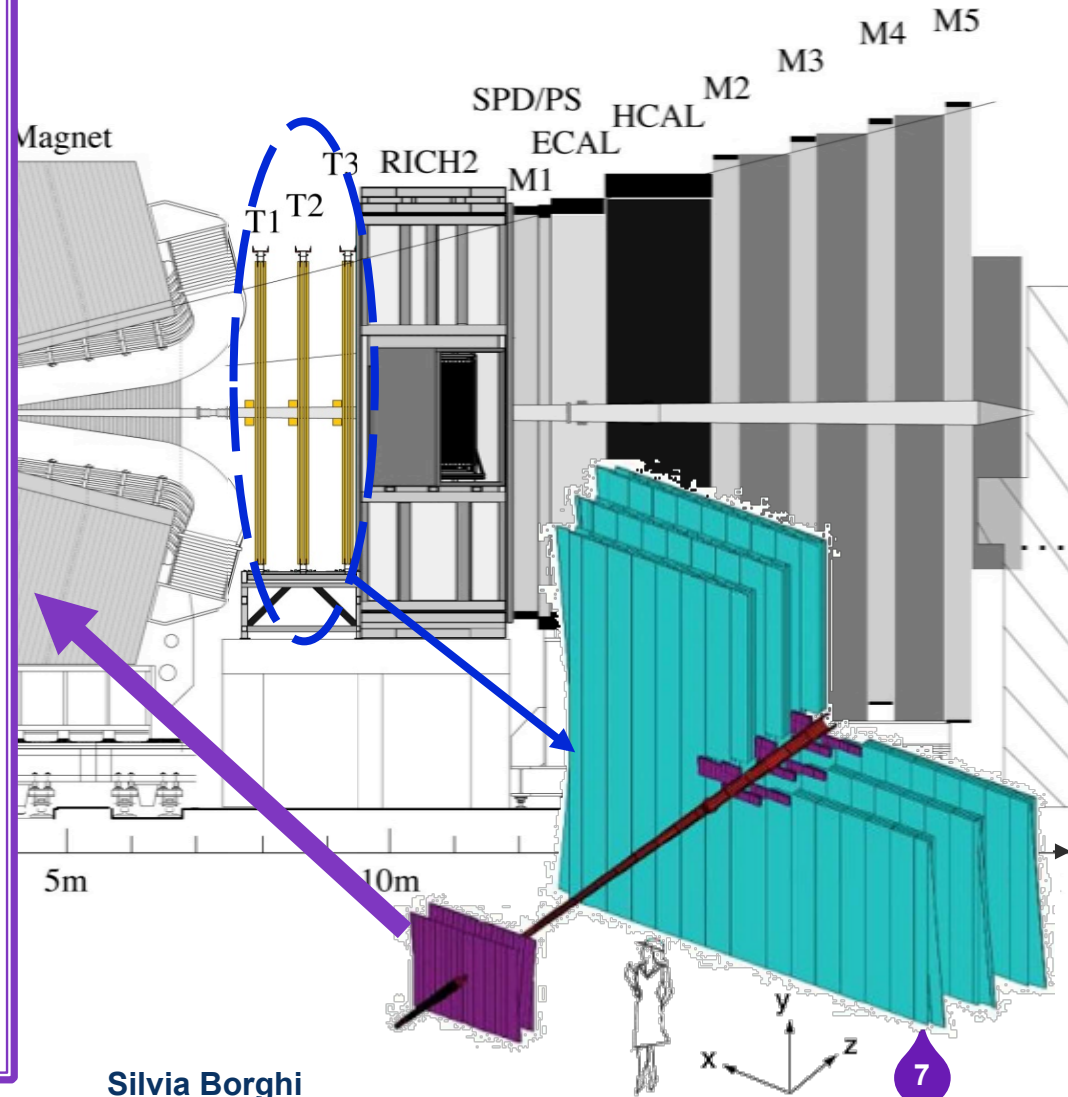 M5
M4
M3
M2
HCAL
SPD/PS
ECAL
Magnet
T3
RICH2
M1
T2
T1
5m
10m
y
z
x
7
Silvia Borghi